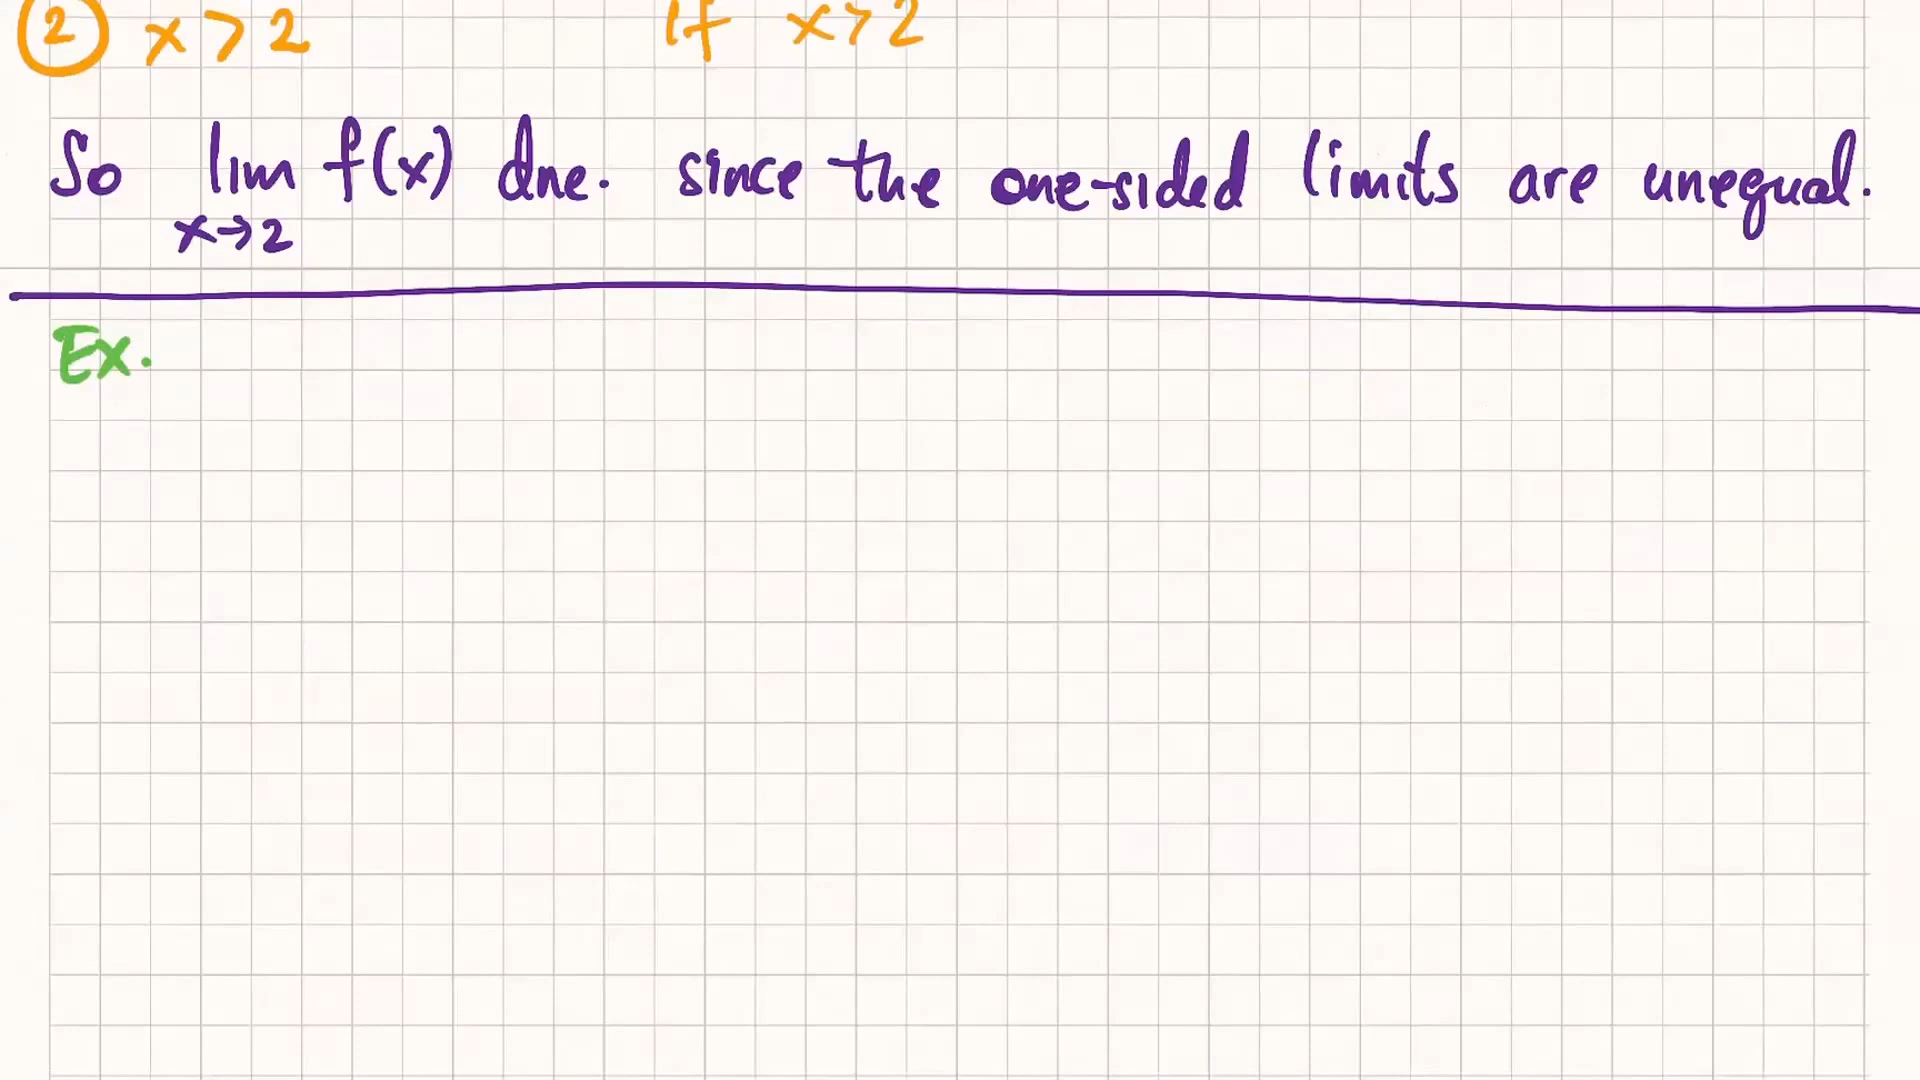 ② x > 2 If x > 2
So lim f(x) dne. since the one-sided limits are unequal.
x→2
Ex.